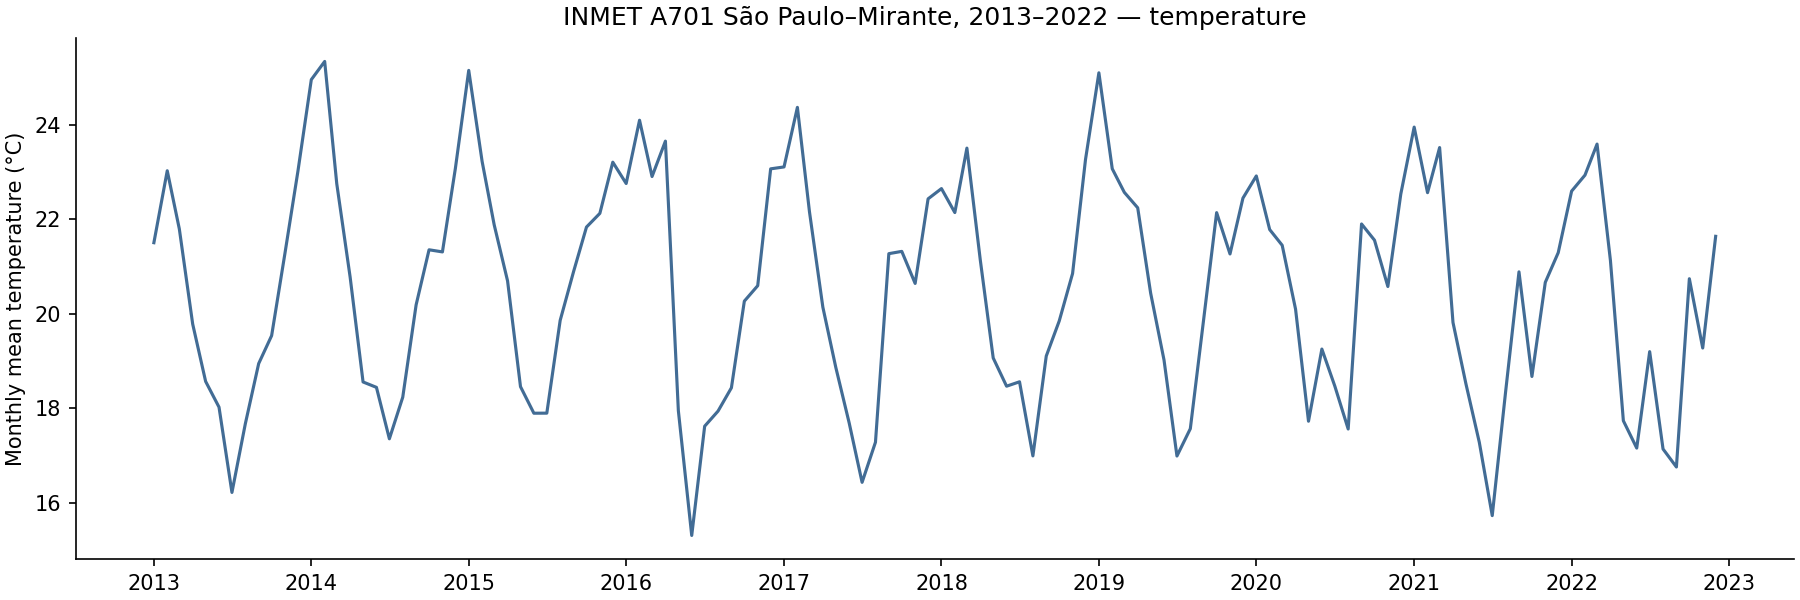 INMET A701 São Paulo–Mirante, 2013–2022 — temperature
Monthly mean temperature (°C)
24
22
20
18
16
2013 2014 2015 2016 2017 2018 2019 2020 2021 2022 2023